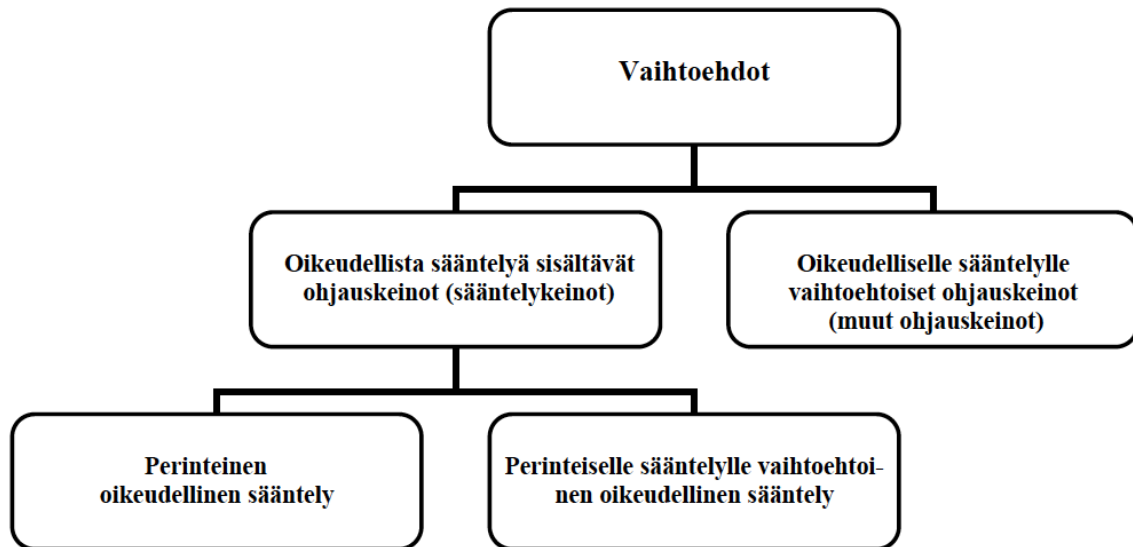 Vaihtoehdot
Oikeudellista sääntelyä sisältävät
ohjauskeinot (sääntelykeinot)
Oikeudelliselle sääntelylle
vaihtoehtoiset ohjauskeinot
(muut ohjauskeinot)
Perinteinen
oikeudellinen sääntely
Perinteiselle sääntelylle vaihtoehtoi-
nen oikeudellinen sääntely